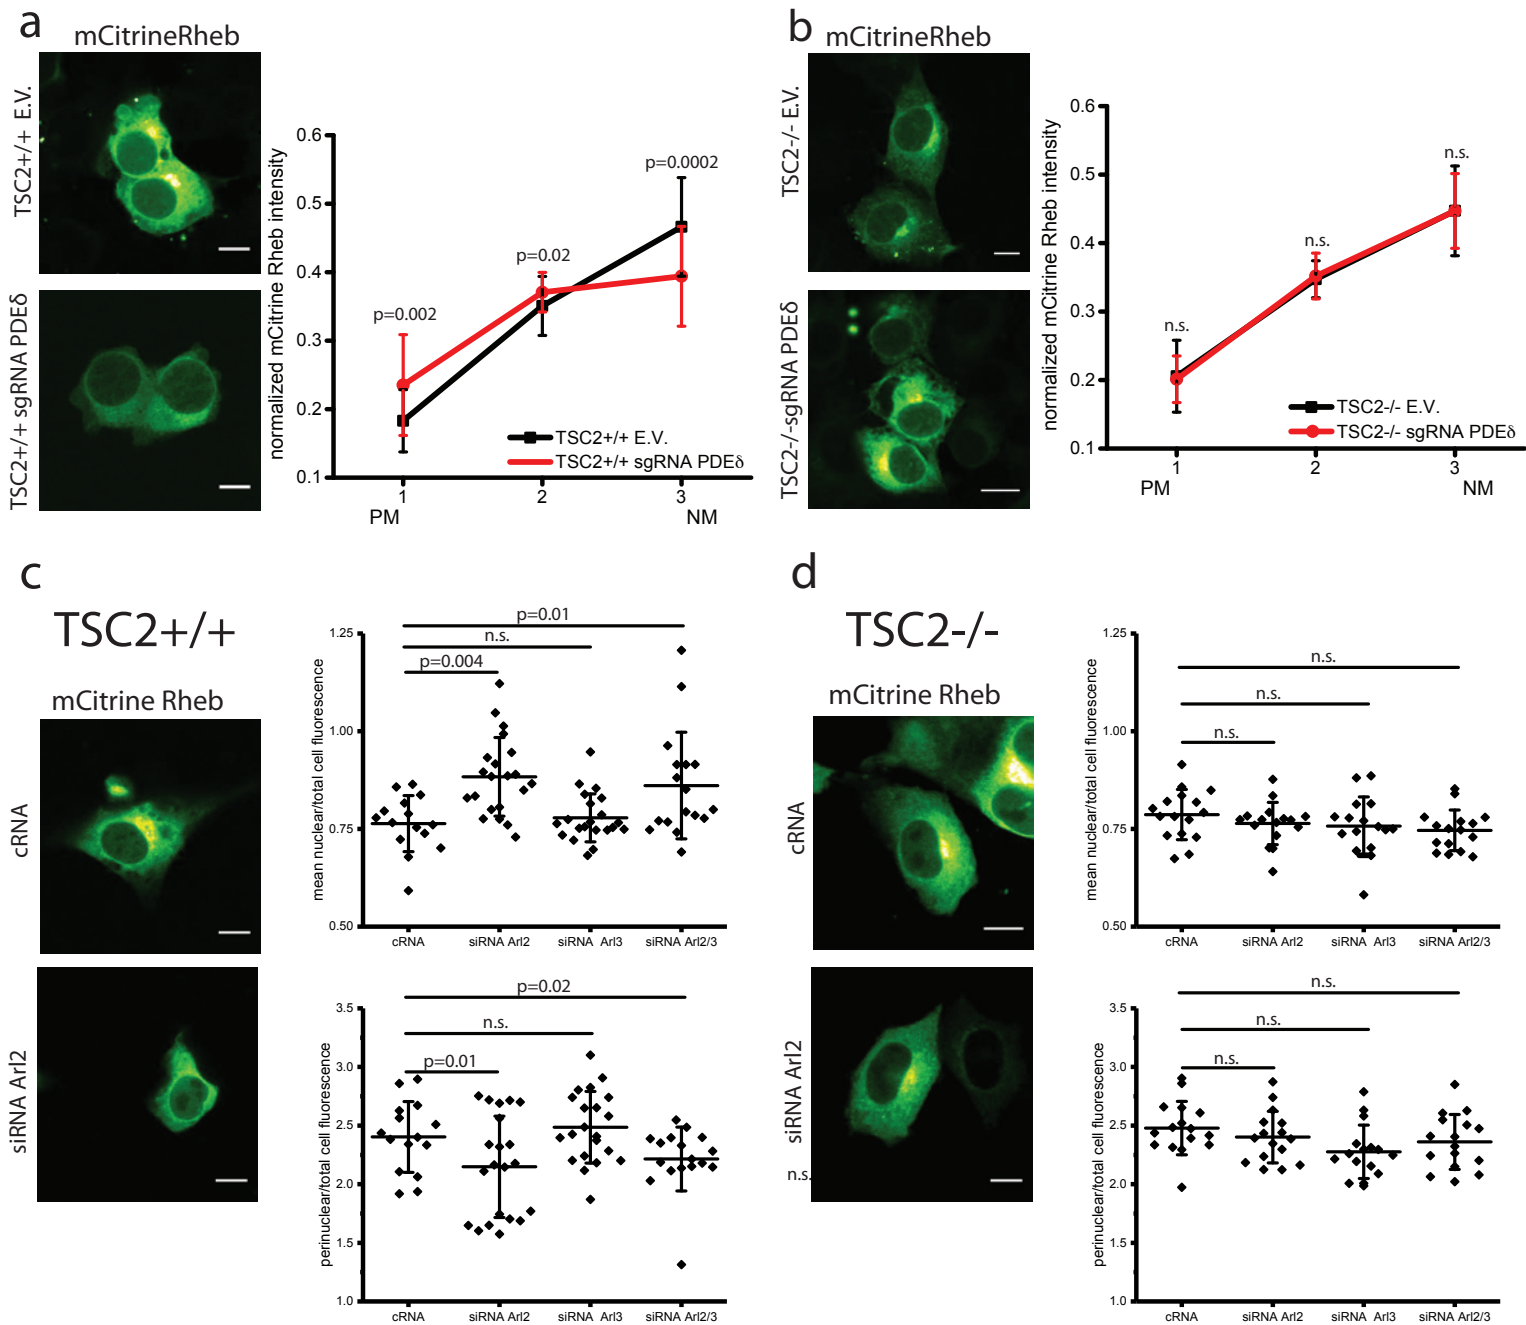 a
mCitrineRheb
TSC2+/+ E.V.
TSC2+/+ sgRNA PDEδ
normalized mCitrine Rheb intensity
0.6
0.5
0.4
0.3
0.2
0.1
p=0.002
p=0.02
p=0.0002
TSC2+/+ E.V.
TSC2+/+ sgRNA PDEδ
1
2
3
PM
NM
b
mCitrineRheb
TSC2-/- E.V.
TSC2-/-sgRNA PDEδ
normalized mCitrine Rheb intensity
0.6
0.5
0.4
0.3
0.2
0.1
n.s.
n.s.
n.s.
TSC2-/- E.V.
TSC2-/- sgRNA PDEδ
1
2
3
PM
NM
c
TSC2+/+
mCitrine Rheb
cRNA
siRNA Arl2
mean nuclear/total cell fluorescence
1.25
1.00
0.75
0.50
p=0.01
n.s.
p=0.004
cRNA
siRNA Arl2
siRNA Arl3
siRNA Arl2/3
perinuclear/total cell fluorescence
3.5
3.0
2.5
2.0
1.5
1.0
p=0.02
n.s.
p=0.01
cRNA
siRNA Arl2
siRNA Arl3
siRNA Arl2/3
d
TSC2-/-
mCitrine Rheb
cRNA
siRNA Arl2
n.s.
mean nuclear/total cell fluorescence
1.25
1.00
0.75
0.50
n.s.
n.s.
n.s.
cRNA
siRNA Arl2
siRNA Arl3
siRNA Arl2/3
perinuclear/total cell fluorescence
3.5
3.0
2.5
2.0
1.5
1.0
n.s.
n.s.
n.s.
cRNA
siRNA Arl2
siRNA Arl3
siRNA Arl2/3